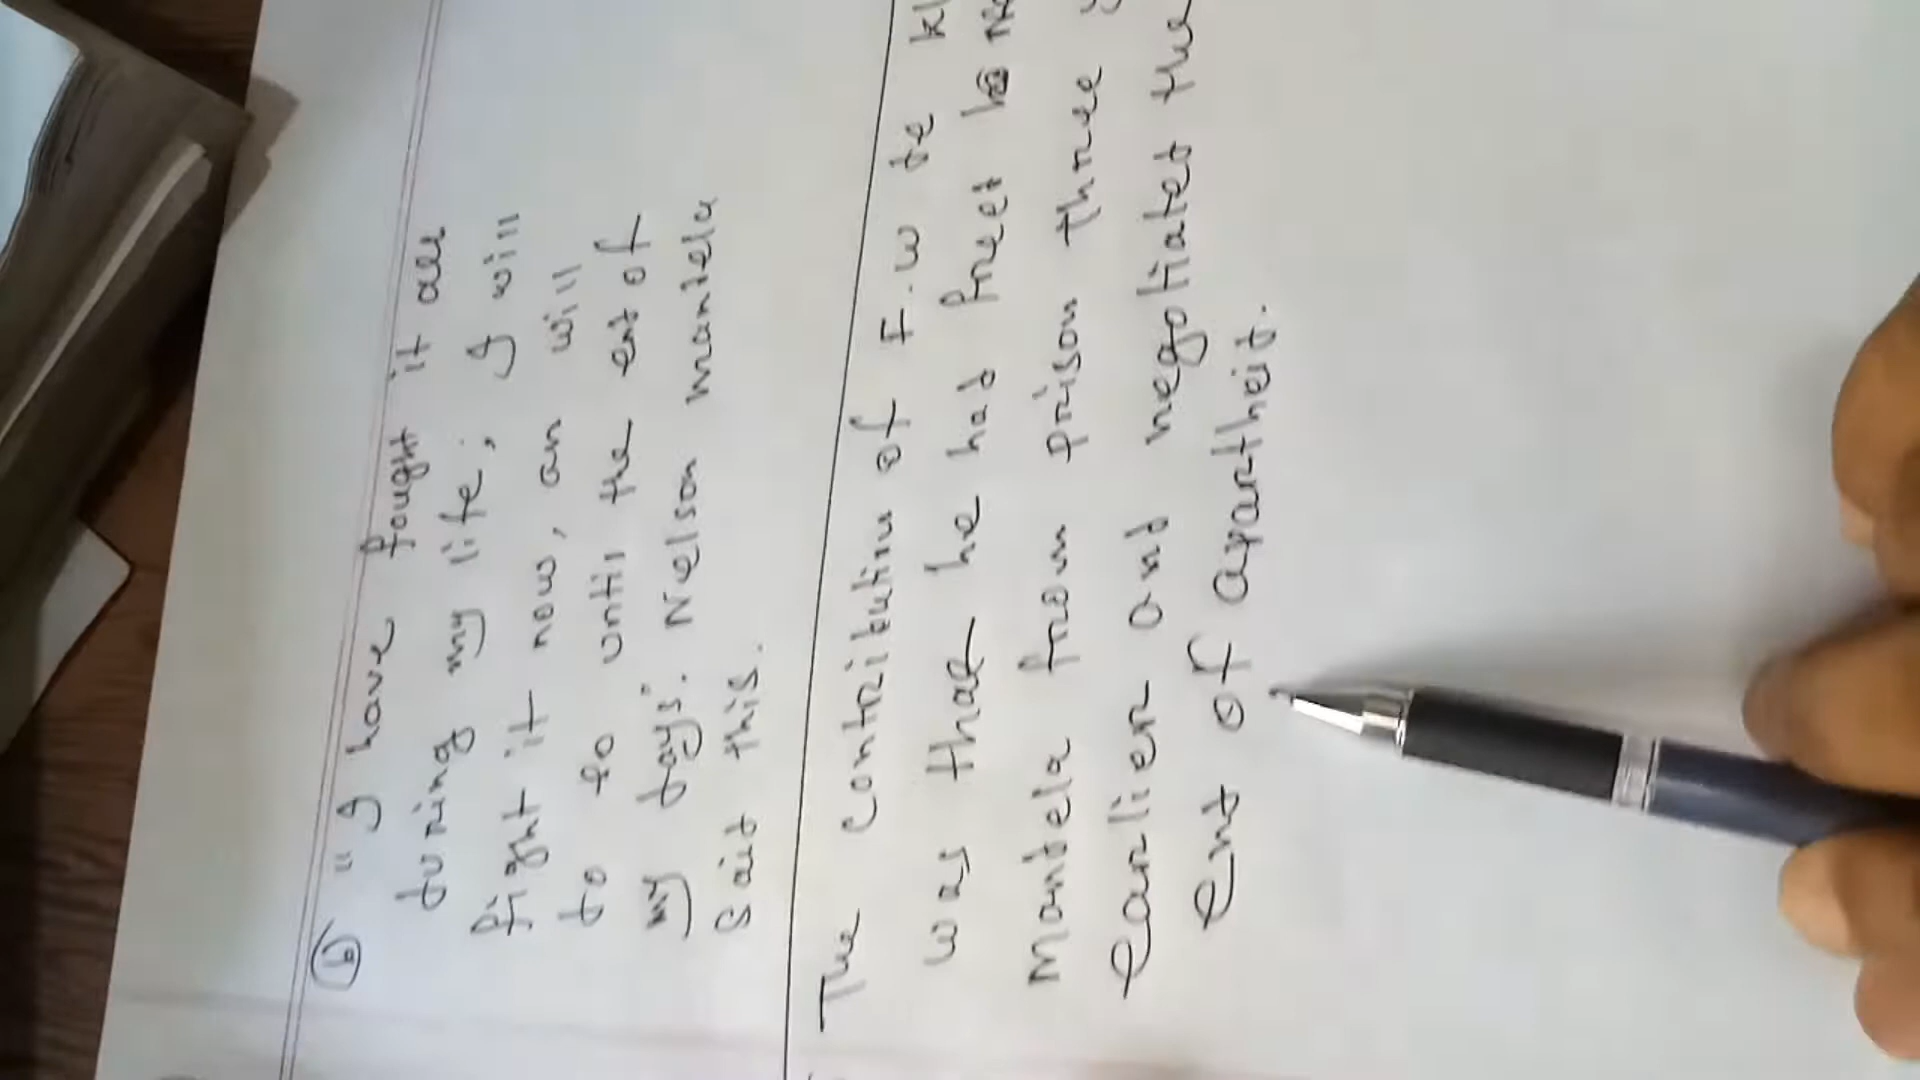 (b) "I have fought it all
during my life; I will
fight it now, an will
to do until the end of
my days". Nelson mandela
said this.
The contribution of F.W de kl
was that he had freed
Mandela from prison three
earlier and negotiated the
end of apartheid.